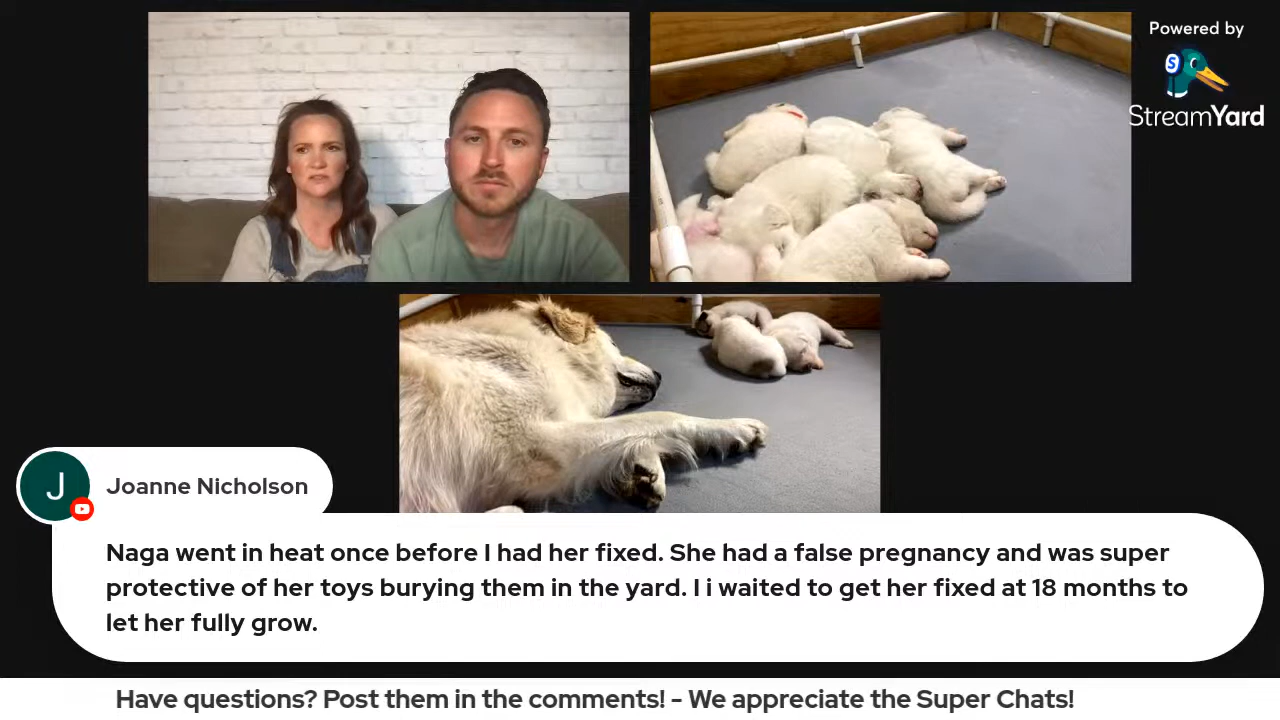 Powered by
S
StreamYard
J
Joanne Nicholson
Naga went in heat once before I had her fixed. She had a false pregnancy and was super
protective of her toys burying them in the yard. I i waited to get her fixed at 18 months to
let her fully grow.
Have questions? Post them in the comments! - We appreciate the Super Chats!